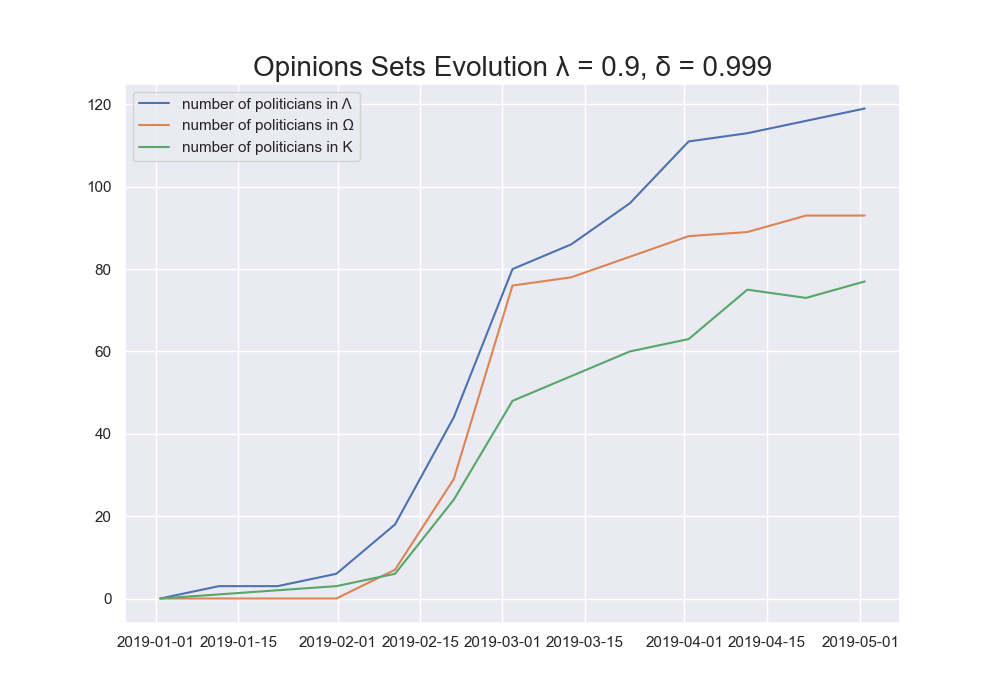 Opinions Sets Evolution λ = 0.9, δ = 0.999
number of politicians in Λ
number of politicians in Ω
number of politicians in K
120
100
80
60
40
20
0
2019-01-01 2019-01-15 2019-02-01 2019-02-15 2019-03-01 2019-03-15 2019-04-01 2019-04-15 2019-05-01